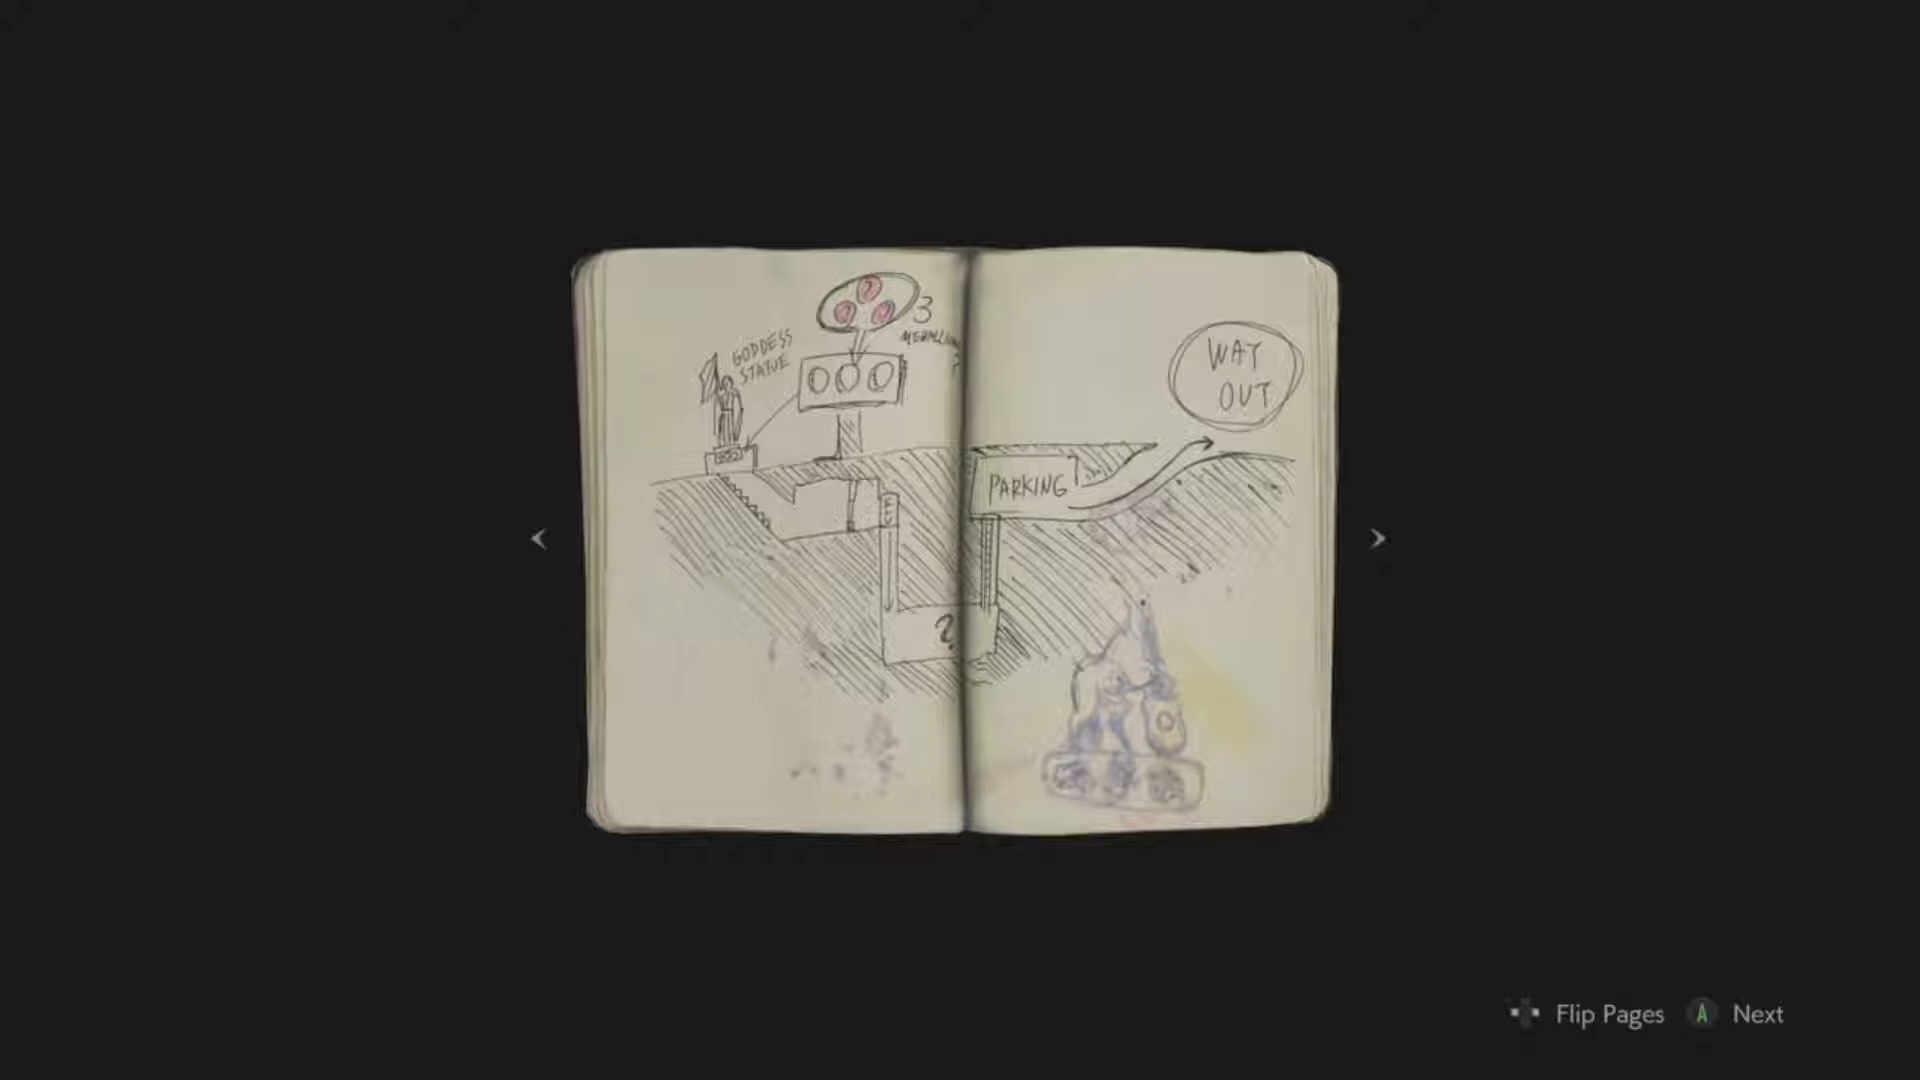 3
GODDESS
STATUE
WAY
OUT
PARKING
?
Flip Pages A Next